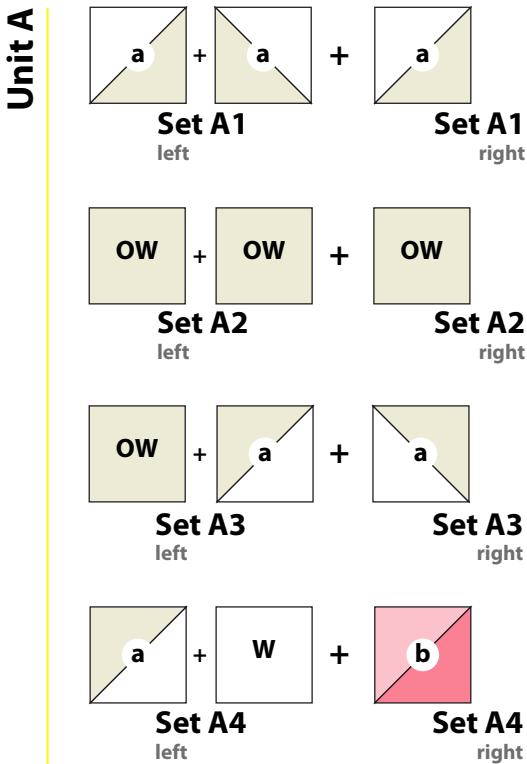 Unit A
a + a + a
Set A1 Set A1
left right
OW + OW + OW
Set A2 Set A2
left right
OW + a + a
Set A3 Set A3
left right
a + W + b
Set A4 Set A4
left right